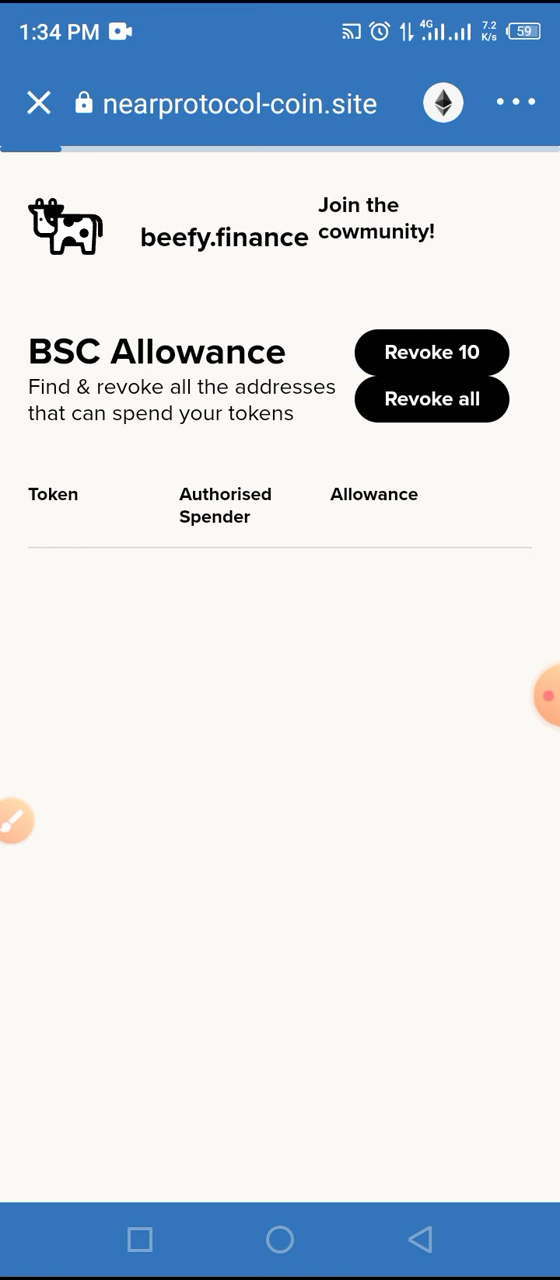 1:34 PM
4G
7.2
K/s
59
nearprotocol-coin.site
beefy.finance
Join the
cowmunity!
BSC Allowance
Find & revoke all the addresses
that can spend your tokens
Revoke 10
Revoke all
Token
Authorised
Spender
Allowance